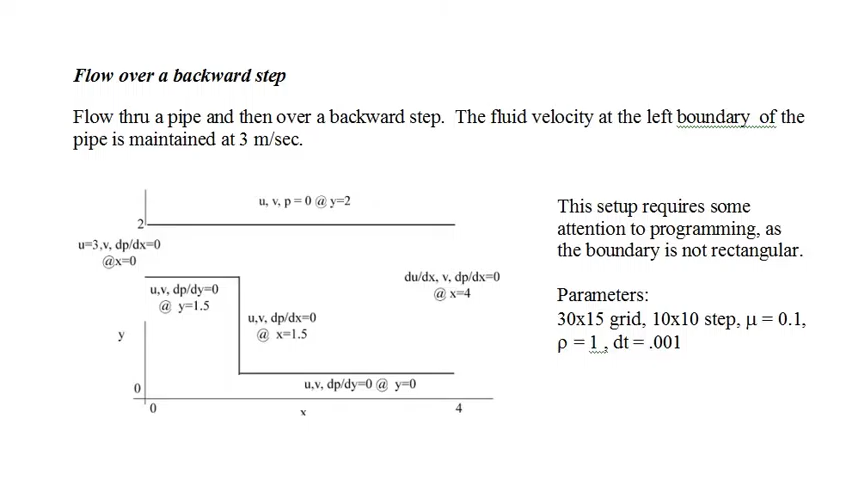 Flow over a backward step
Flow thru a pipe and then over a backward step. The fluid velocity at the left boundary of the
pipe is maintained at 3 m/sec.
u, v, p = 0 @ y=2
2
u=3,v, dp/dx=0
@x=0
u,v, dp/dy=0
@ y=1.5
u,v, dp/dx=0
@ x=1.5
du/dx, v, dp/dx=0
@ x=4
y
u,v, dp/dy=0 @ y=0
0
0
x
4
This setup requires some
attention to programming, as
the boundary is not rectangular.
Parameters:
30x15 grid, 10x10 step, μ = 0.1,
ρ = 1 , dt = .001